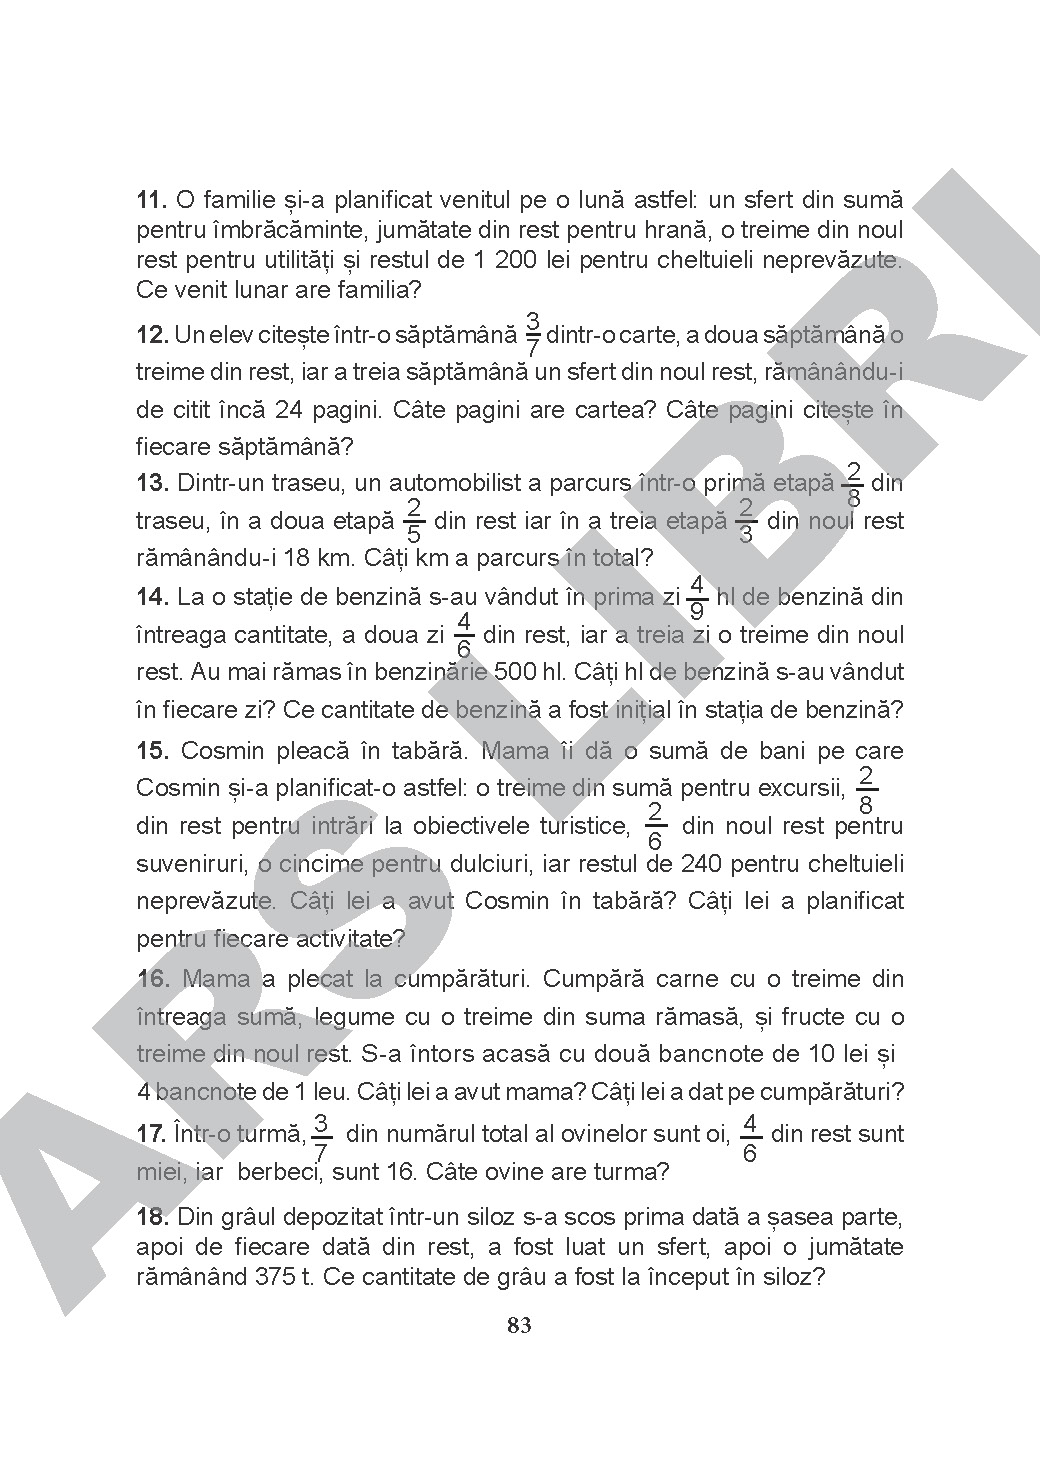 11. O familie și-a planificat venitul pe o lună astfel: un sfert din sumă
pentru îmbrăcăminte, jumătate din rest pentru hrană, o treime din noul
rest pentru utilități și restul de 1 200 lei pentru cheltuieli neprevăzute.
Ce venit lunar are familia?
12. Un elev citește într-o săptămână 3/7 dintr-o carte, a doua săptămână o
treime din rest, iar a treia săptămână un sfert din noul rest, rămânându-i
de citit încă 24 pagini. Câte pagini are cartea? Câte pagini citește în
fiecare săptămână?
13. Dintr-un traseu, un automobilist a parcurs într-o primă etapă 2/8 din
traseu, în a doua etapă 2/5 din rest iar în a treia etapă 2/3 din noul rest
rămânându-i 18 km. Câți km a parcurs în total?
14. La o stație de benzină s-au vândut în prima zi 4/9 hl de benzină din
întreaga cantitate, a doua zi 4/6 din rest, iar a treia zi o treime din noul
rest. Au mai rămas în benzinărie 500 hl. Câți hl de benzină s-au vândut
în fiecare zi? Ce cantitate de benzină a fost inițial în stația de benzină?
15. Cosmin pleacă în tabără. Mama îi dă o sumă de bani pe care
Cosmin și-a planificat-o astfel: o treime din sumă pentru excursii, 2/8
din rest pentru intrări la obiectivele turistice, 2/6 din noul rest pentru
suveniruri, o cincime pentru dulciuri, iar restul de 240 pentru cheltuieli
neprevăzute. Câți lei a avut Cosmin în tabără? Câți lei a planificat
pentru fiecare activitate?
16. Mama a plecat la cumpărături. Cumpără carne cu o treime din
întreaga sumă, legume cu o treime din suma rămasă, și fructe cu o
treime din noul rest. S-a întors acasă cu două bancnote de 10 lei și
4 bancnote de 1 leu. Câți lei a avut mama? Câți lei a dat pe cumpărături?
17. Într-o turmă, 3/7 din numărul total al ovinelor sunt oi, 4/6 din rest sunt
miei, iar berbeci, sunt 16. Câte ovine are turma?
18. Din grâul depozitat într-un siloz s-a scos prima dată a șasea parte,
apoi de fiecare dată din rest, a fost luat un sfert, apoi o jumătate
rămânând 375 t. Ce cantitate de grâu a fost la început în siloz?
83
ARS LIBRI